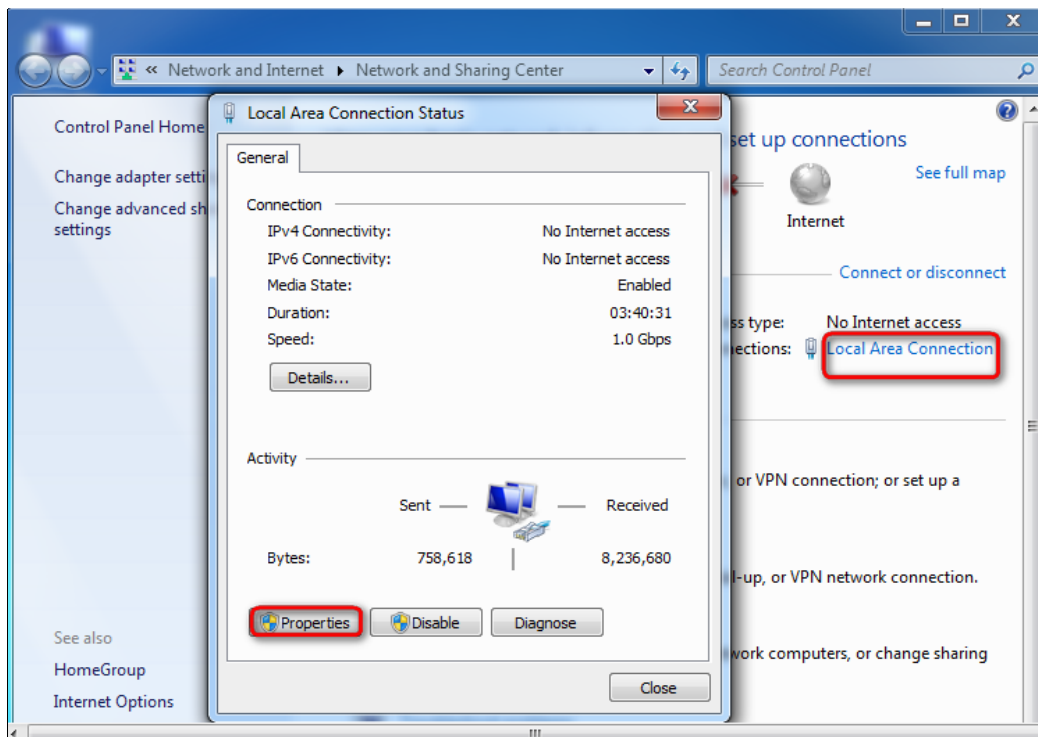 « Network and Internet ▸ Network and Sharing Center
Search Control Panel
Control Panel Home
Change adapter setti
Change advanced sh
settings
See also
HomeGroup
Internet Options
Local Area Connection Status
General
Connection
IPv4 Connectivity: No Internet access
IPv6 Connectivity: No Internet access
Media State: Enabled
Duration: 03:40:31
Speed: 1.0 Gbps
Details...
Activity
Sent Received
Bytes: 758,618 8,236,680
Properties Disable Diagnose
Close
set up connections
See full map
Internet
Connect or disconnect
ss type: No Internet access
nections: Local Area Connection
or VPN connection; or set up a
l-up, or VPN network connection.
work computers, or change sharing